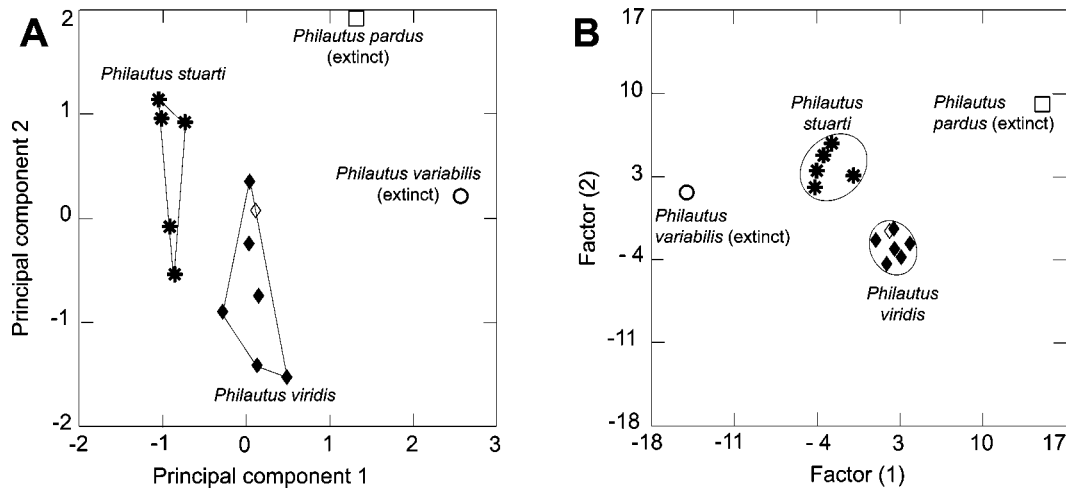 A
2
1
0
-1
-2
-2
-1
0
1
2
3
Principal component 2
Principal component 1
Philautus pardus
(extinct)
Philautus stuarti
Philautus variabilis
(extinct)
Philautus viridis
B
17
10
3
- 4
-11
-18
-18
-11
- 4
3
10
17
Factor (2)
Factor (1)
Philautus
stuarti
Philautus
pardus (extinct)
Philautus
variabilis (extinct)
Philautus
viridis